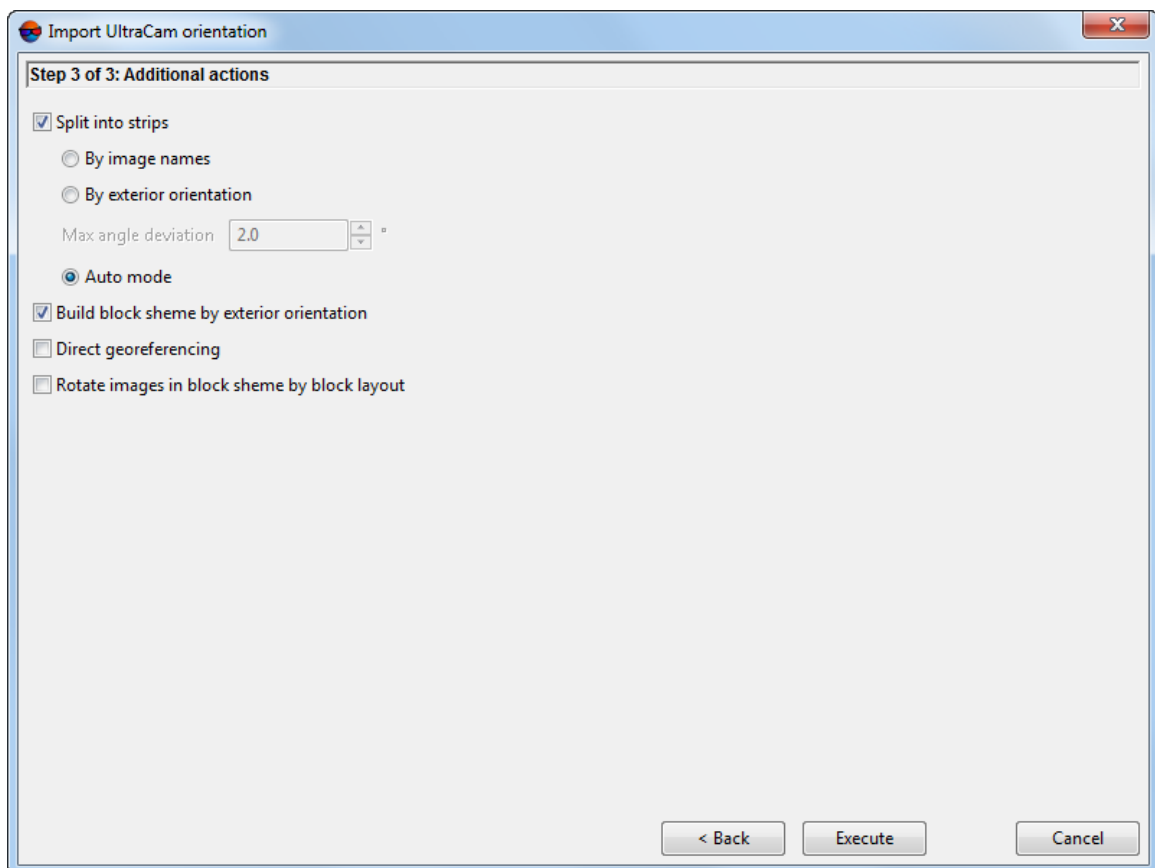 Import UltraCam orientation
Step 3 of 3: Additional actions
Split into strips
By image names
By exterior orientation
Max angle deviation 2.0 °
Auto mode
Build block sheme by exterior orientation
Direct georeferencing
Rotate images in block sheme by block layout
< Back Execute Cancel